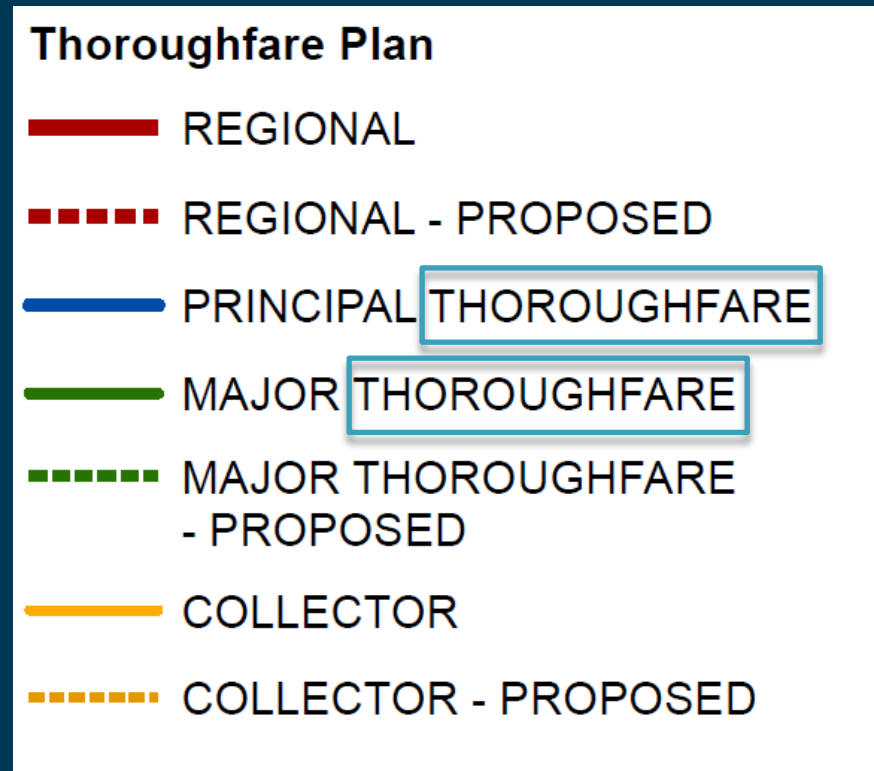 Thoroughfare Plan
REGIONAL
REGIONAL - PROPOSED
PRINCIPAL THOROUGHFARE
MAJOR THOROUGHFARE
MAJOR THOROUGHFARE
- PROPOSED
COLLECTOR
COLLECTOR - PROPOSED